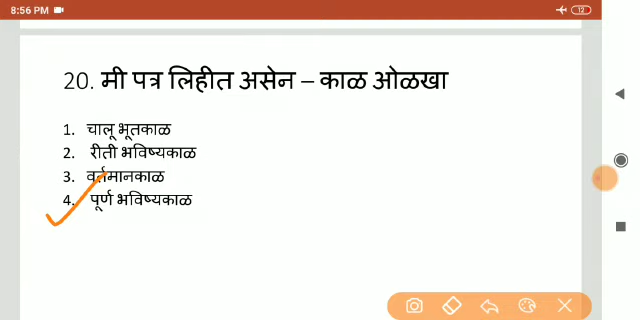 8:56 PM
12
20. मी पत्र लिहीत असेन – काळ ओळखा
1. चालू भूतकाळ
2. रीती भविष्यकाळ
3. वर्तमानकाळ
4. पूर्ण भविष्यकाळ